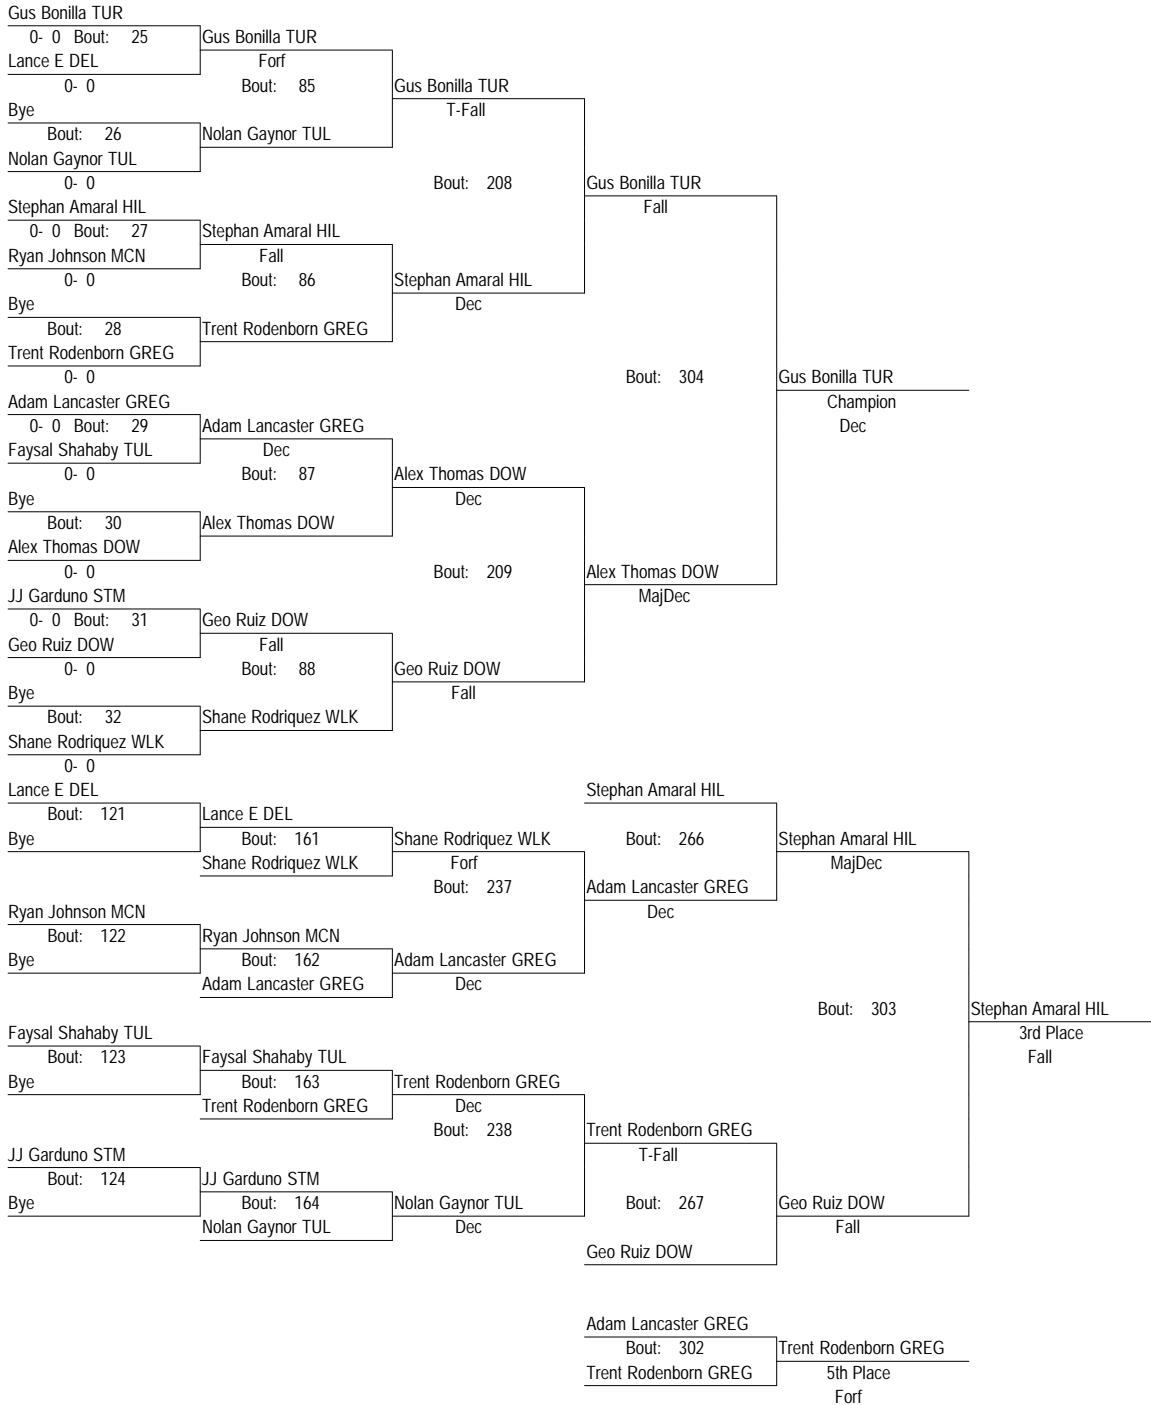 Gus Bonilla TUR
0- 0 Bout: 25 Gus Bonilla TUR
Lance E DEL Forf
0- 0 Bout: 85 Gus Bonilla TUR
Bye T-Fall
Bout: 26 Nolan Gaynor TUL
Nolan Gaynor TUL
0- 0 Bout: 208 Gus Bonilla TUR
Stephan Amaral HIL Fall
0- 0 Bout: 27 Stephan Amaral HIL
Ryan Johnson MCN Fall
0- 0 Bout: 86 Stephan Amaral HIL
Bye Dec
Bout: 28 Trent Rodenborn GREG
Trent Rodenborn GREG
0- 0 Bout: 304 Gus Bonilla TUR
Adam Lancaster GREG Champion
0- 0 Bout: 29 Adam Lancaster GREG Dec
Faysal Shahaby TUL Dec
0- 0 Bout: 87 Alex Thomas DOW
Bye Dec
Bout: 30 Alex Thomas DOW
Alex Thomas DOW
0- 0 Bout: 209 Alex Thomas DOW
JJ Garduno STM MajDec
0- 0 Bout: 31 Geo Ruiz DOW
Geo Ruiz DOW Fall
0- 0 Bout: 88 Geo Ruiz DOW
Bye Fall
Bout: 32 Shane Rodriquez WLK
Shane Rodriquez WLK
0- 0
Lance E DEL Stephan Amaral HIL
Bout: 121 Lance E DEL
Bye Bout: 161 Shane Rodriquez WLK Bout: 266 Stephan Amaral HIL
Shane Rodriquez WLK Forf MajDec
Bout: 237 Adam Lancaster GREG
Ryan Johnson MCN Dec
Bout: 122 Ryan Johnson MCN
Bye Bout: 162 Adam Lancaster GREG
Adam Lancaster GREG Dec
Bout: 303 Stephan Amaral HIL
Faysal Shahaby TUL 3rd Place
Bout: 123 Faysal Shahaby TUL Fall
Bye Bout: 163 Trent Rodenborn GREG
Trent Rodenborn GREG Dec
Bout: 238 Trent Rodenborn GREG
JJ Garduno STM T-Fall
Bout: 124 JJ Garduno STM
Bye Bout: 164 Nolan Gaynor TUL Bout: 267 Geo Ruiz DOW
Nolan Gaynor TUL Dec Fall
Geo Ruiz DOW
Adam Lancaster GREG
Bout: 302 Trent Rodenborn GREG
Trent Rodenborn GREG 5th Place
Forf